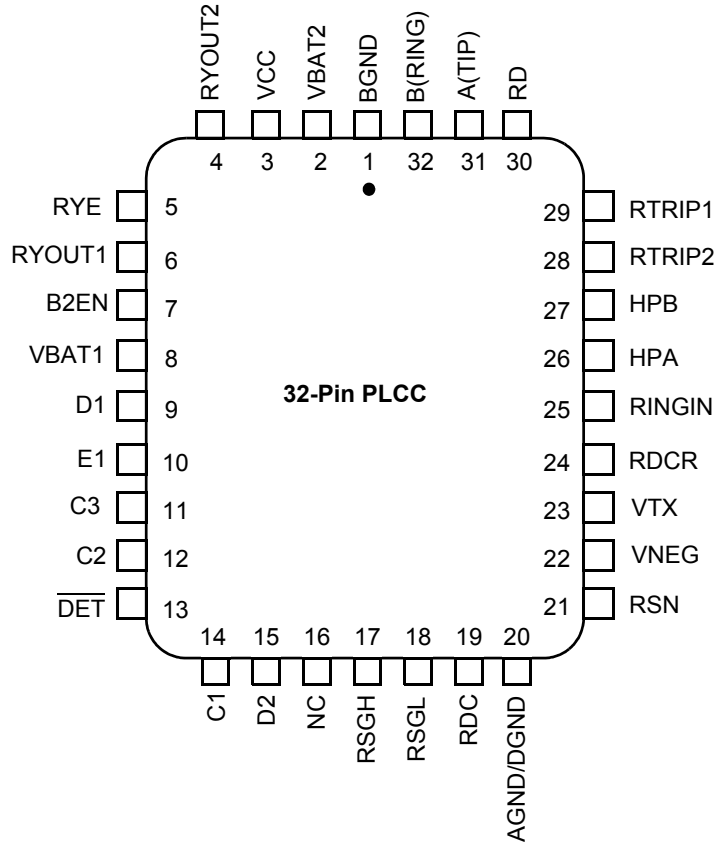 RYOUT2
VCC
VBAT2
BGND
B(RING)
A(TIP)
RD
4
3
2
1
32
31
30
RYE
5
RYOUT1
6
B2EN
7
VBAT1
8
D1
9
E1
10
C3
11
C2
12
DET
13
32-Pin PLCC
29
RTRIP1
28
RTRIP2
27
HPB
26
HPA
25
RINGIN
24
RDCR
23
VTX
22
VNEG
21
RSN
14
15
16
17
18
19
20
C1
D2
NC
RSGH
RSGL
RDC
AGND/DGND